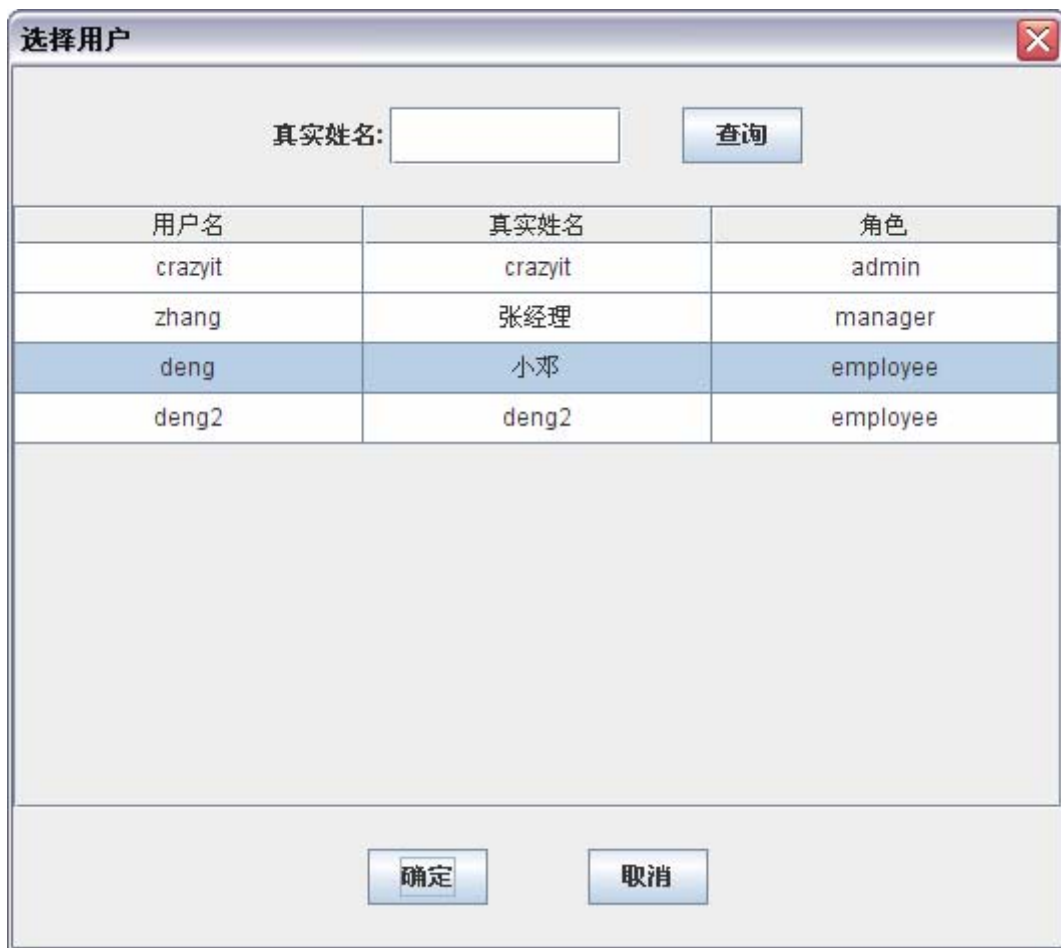 选择用户
真实姓名: 查询
用户名 真实姓名 角色
crazyit crazyit admin
zhang 张经理 manager
deng 小邓 employee
deng2 deng2 employee
确定 取消